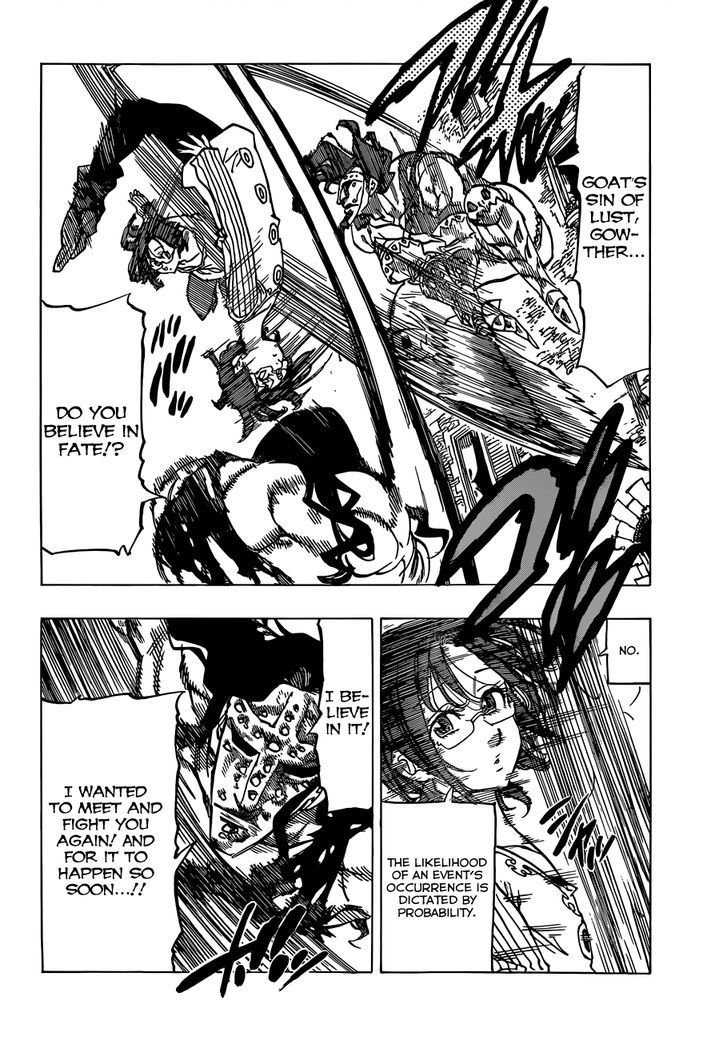 GOAT'S
SIN OF
LUST,
GOW-
THER...
DO YOU
BELIEVE IN
FATE!?
NO.
THE LIKELIHOOD
OF AN EVENT'S
OCCURRENCE IS
DICTATED BY
PROBABILITY.
I BE-
LIEVE
IN IT!
I WANTED
TO MEET AND
FIGHT YOU
AGAIN! AND
FOR IT TO
HAPPEN SO
SOON...!!